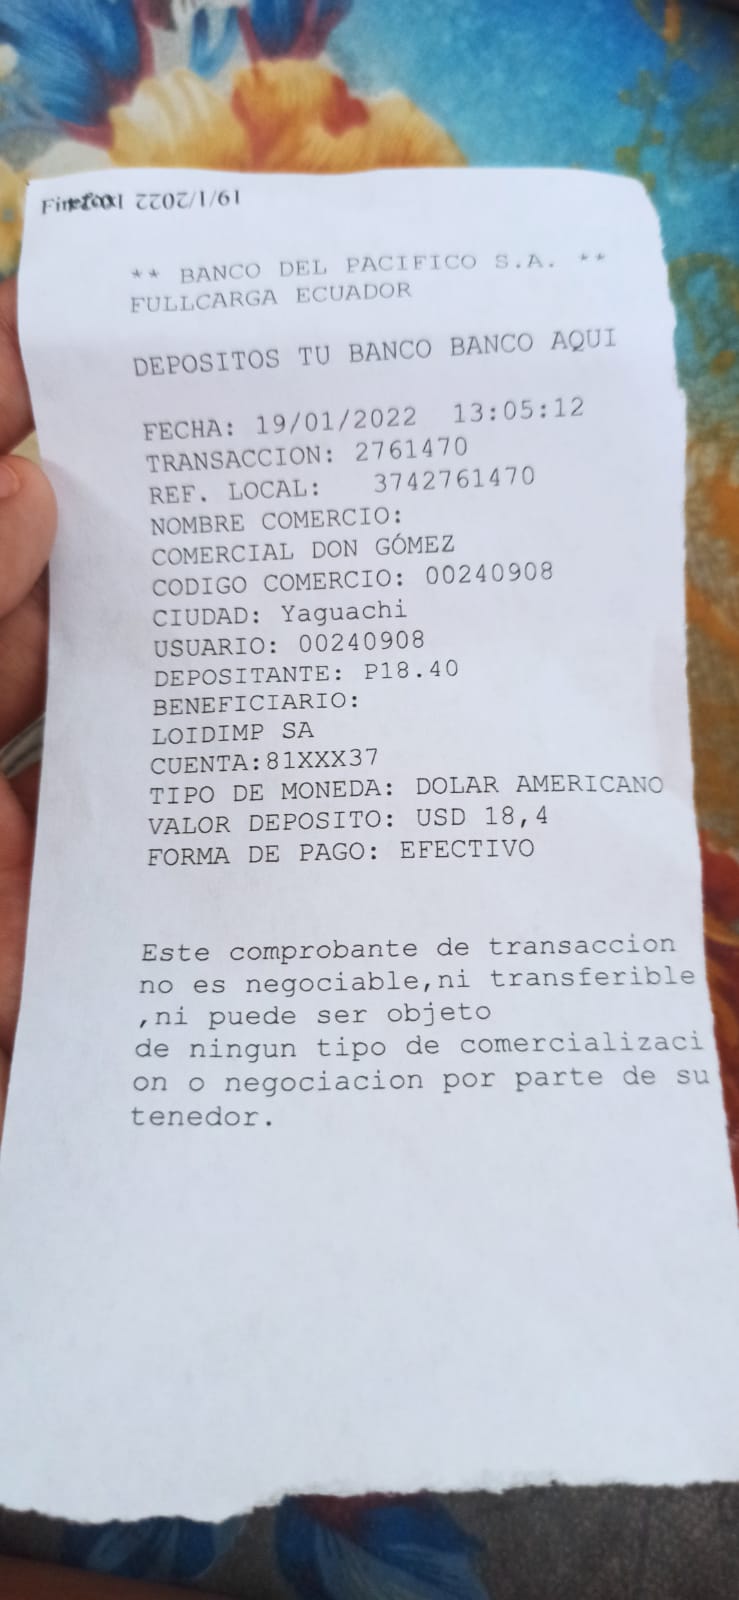 19/1/2022
** BANCO DEL PACIFICO S.A. **
FULLCARGA ECUADOR
DEPOSITOS TU BANCO BANCO AQUI
FECHA: 19/01/2022 13:05:12
TRANSACCION: 2761470
REF. LOCAL: 3742761470
NOMBRE COMERCIO:
COMERCIAL DON GÓMEZ
CODIGO COMERCIO: 00240908
CIUDAD: Yaguachi
USUARIO: 00240908
DEPOSITANTE: P18.40
BENEFICIARIO:
LOIDIMP SA
CUENTA:81XXX37
TIPO DE MONEDA: DOLAR AMERICANO
VALOR DEPOSITO: USD 18,4
FORMA DE PAGO: EFECTIVO
Este comprobante de transaccion
no es negociable,ni transferible
,ni puede ser objeto
de ningun tipo de comercializaci
on o negociacion por parte de su
tenedor.